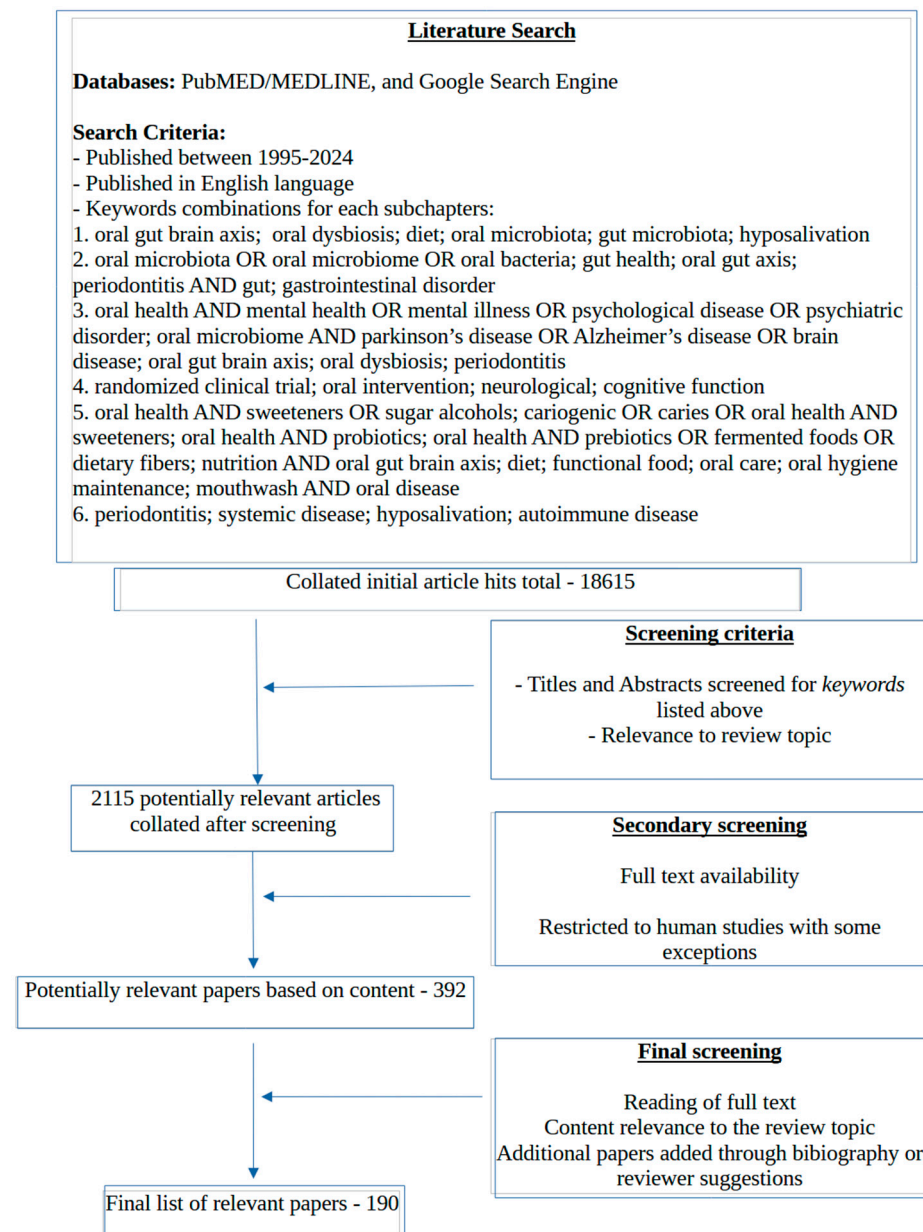 Literature Search
Databases: PubMED/MEDLINE, and Google Search Engine
Search Criteria:
- Published between 1995-2024
- Published in English language
- Keywords combinations for each subchapters:
1. oral gut brain axis; oral dysbiosis; diet; oral microbiota; gut microbiota; hyposalivation
2. oral microbiota OR oral microbiome OR oral bacteria; gut health; oral gut axis;
periodontitis AND gut; gastrointestinal disorder
3. oral health AND mental health OR mental illness OR psychological disease OR psychiatric
disorder; oral microbiome AND parkinson's disease OR Alzheimer's disease OR brain
disease; oral gut brain axis; oral dysbiosis; periodontitis
4. randomized clinical trial; oral intervention; neurological; cognitive function
5. oral health AND sweeteners OR sugar alcohols; cariogenic OR caries OR oral health AND
sweeteners; oral health AND probiotics; oral health AND prebiotics OR fermented foods OR
dietary fibers; nutrition AND oral gut brain axis; diet; functional food; oral care; oral hygiene
maintenance; mouthwash AND oral disease
6. periodontitis; systemic disease; hyposalivation; autoimmune disease
Collated initial article hits total - 18615
Screening criteria
- Titles and Abstracts screened for keywords
listed above
- Relevance to review topic
2115 potentially relevant articles
collated after screening
Secondary screening
Full text availability
Restricted to human studies with some
exceptions
Potentially relevant papers based on content - 392
Final screening
Reading of full text
Content relevance to the review topic
Additional papers added through bibiography or
reviewer suggestions
Final list of relevant papers - 190